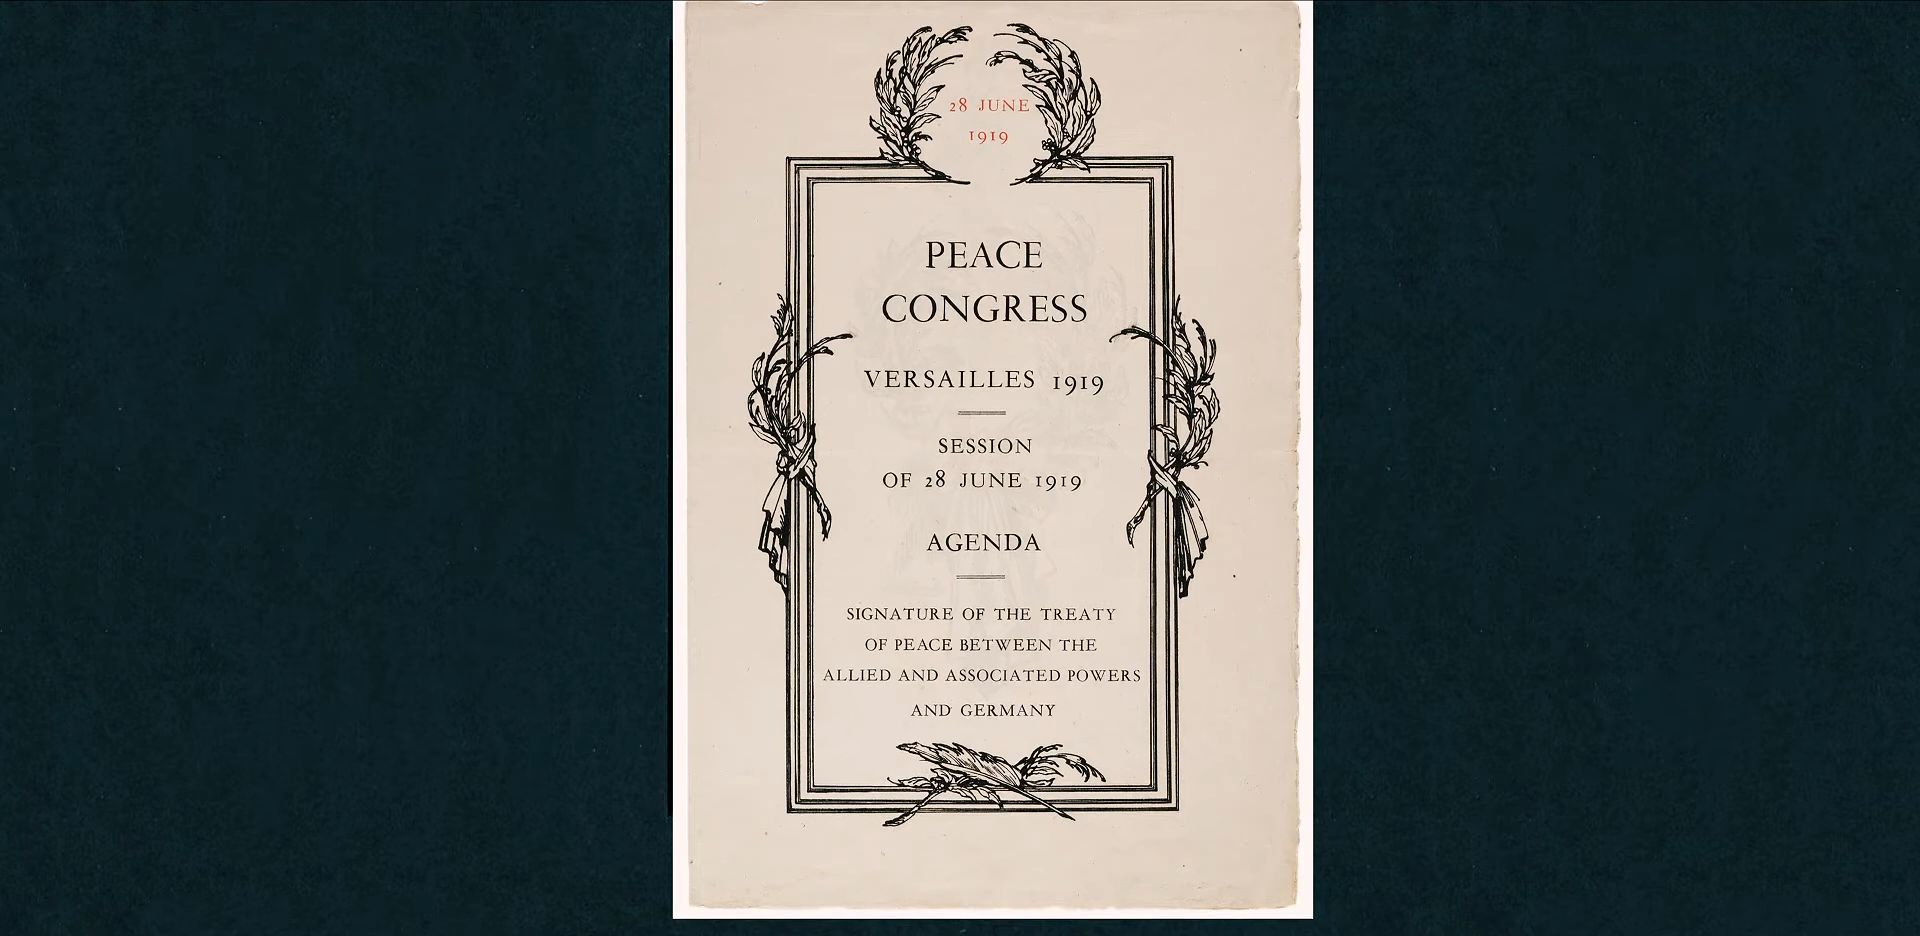 28 JUNE
1919
PEACE
CONGRESS
VERSAILLES 1919
SESSION
OF 28 JUNE 1919
AGENDA
SIGNATURE OF THE TREATY
OF PEACE BETWEEN THE
ALLIED AND ASSOCIATED POWERS
AND GERMANY